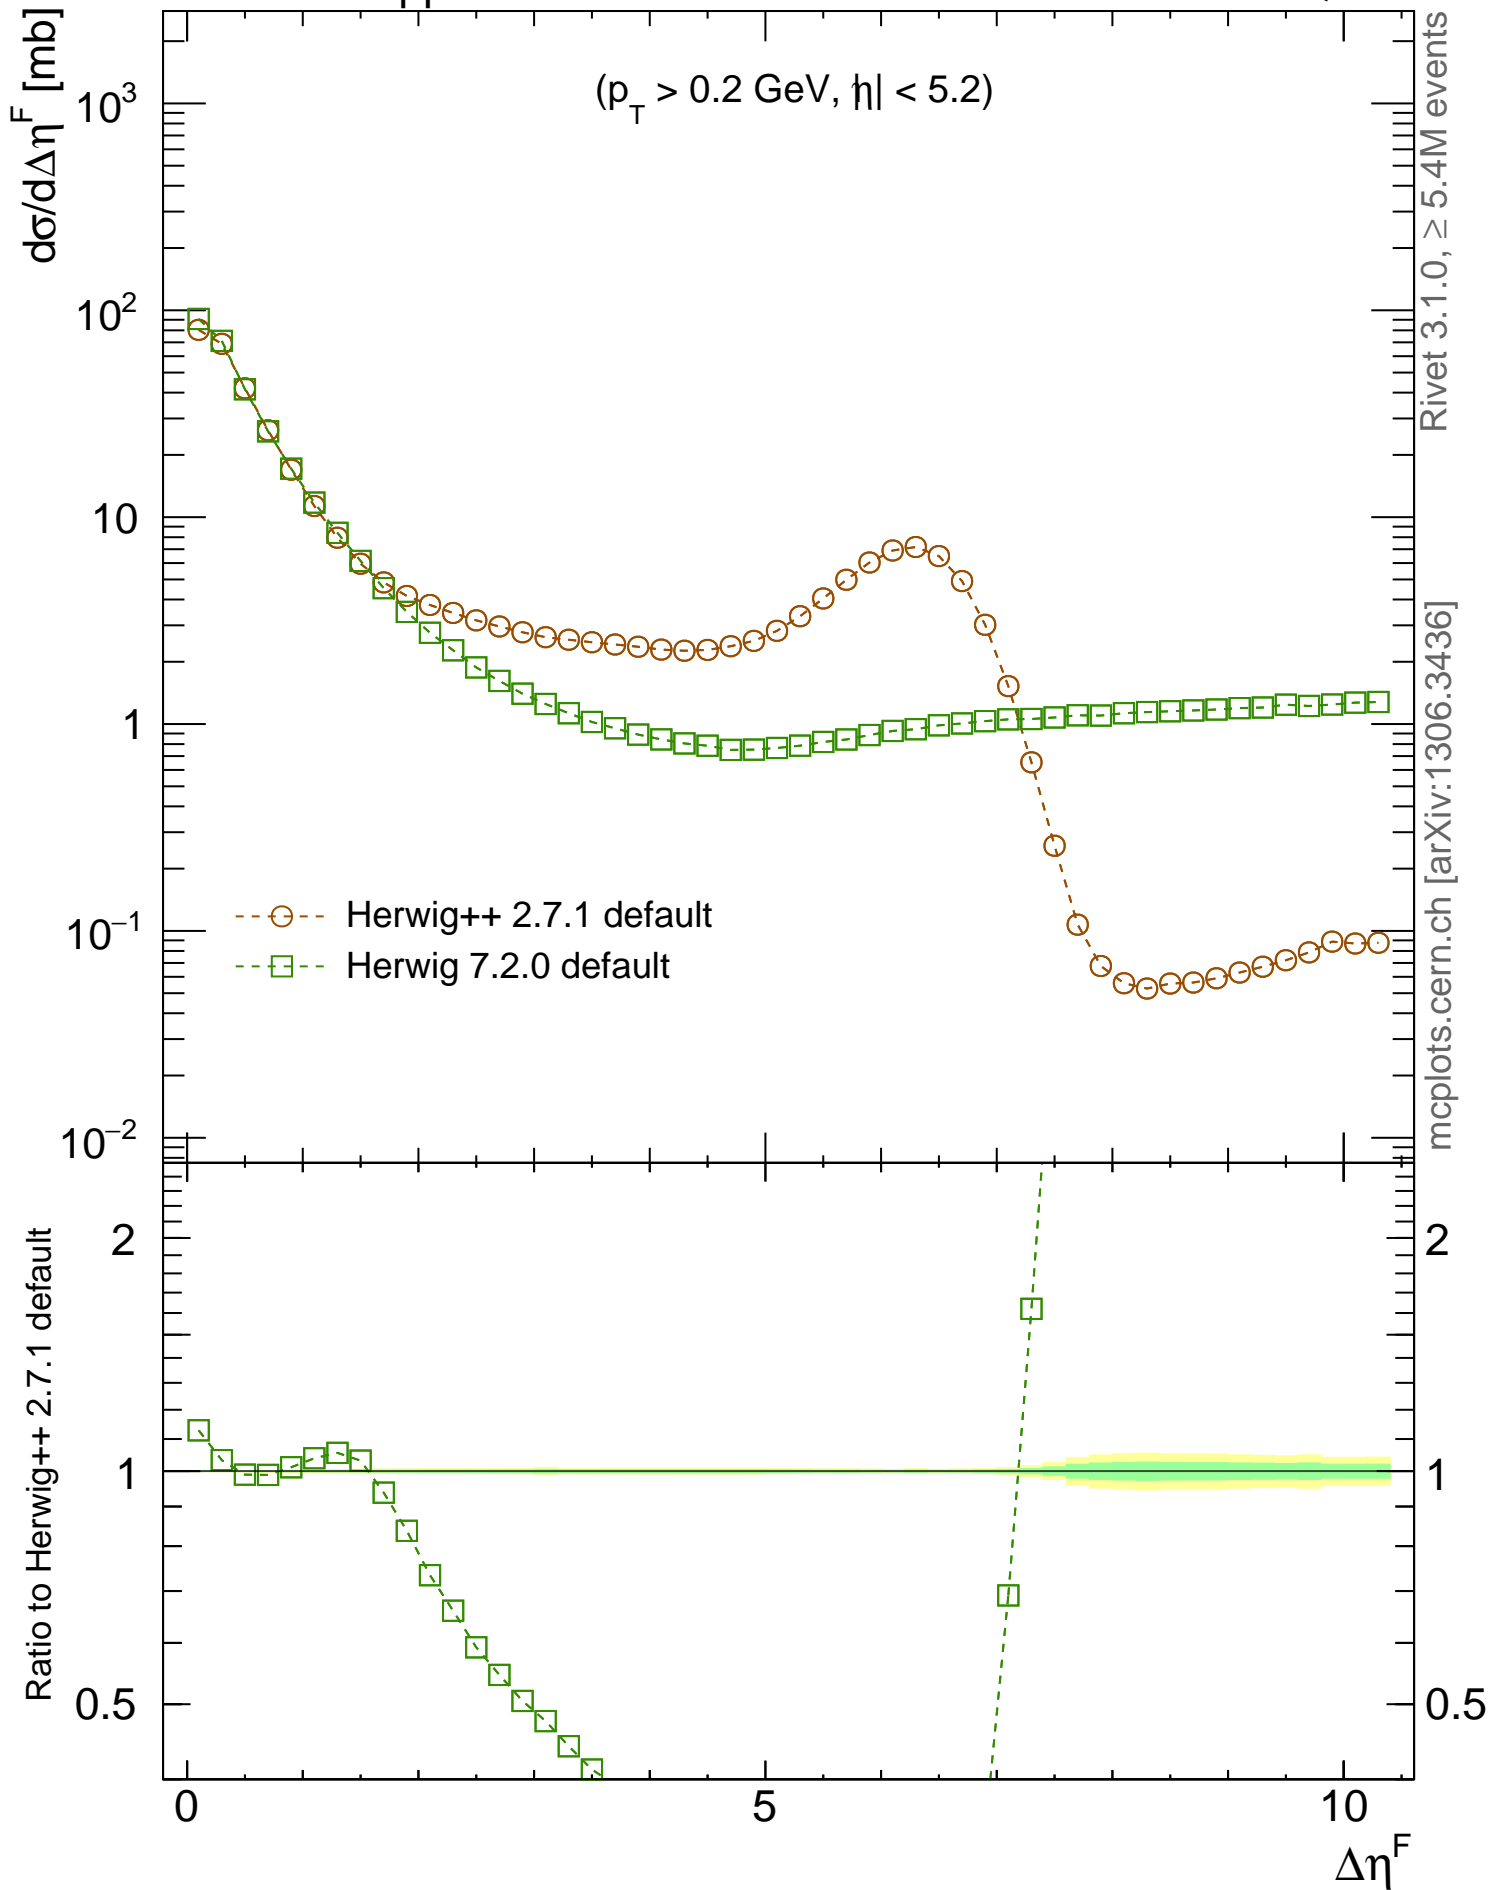 (p_T > 0.2 GeV, |η| < 5.2)
dσ/dΔη^F [mb]
10^3
10^2
10
1
10^−1
10^−2
Herwig++ 2.7.1 default
Herwig 7.2.0 default
Rivet 3.1.0, ≥ 5.4M events
mcplots.cern.ch [arXiv:1306.3436]
Ratio to Herwig++ 2.7.1 default
2
1
0.5
2
1
0.5
0
5
10
Δη^F